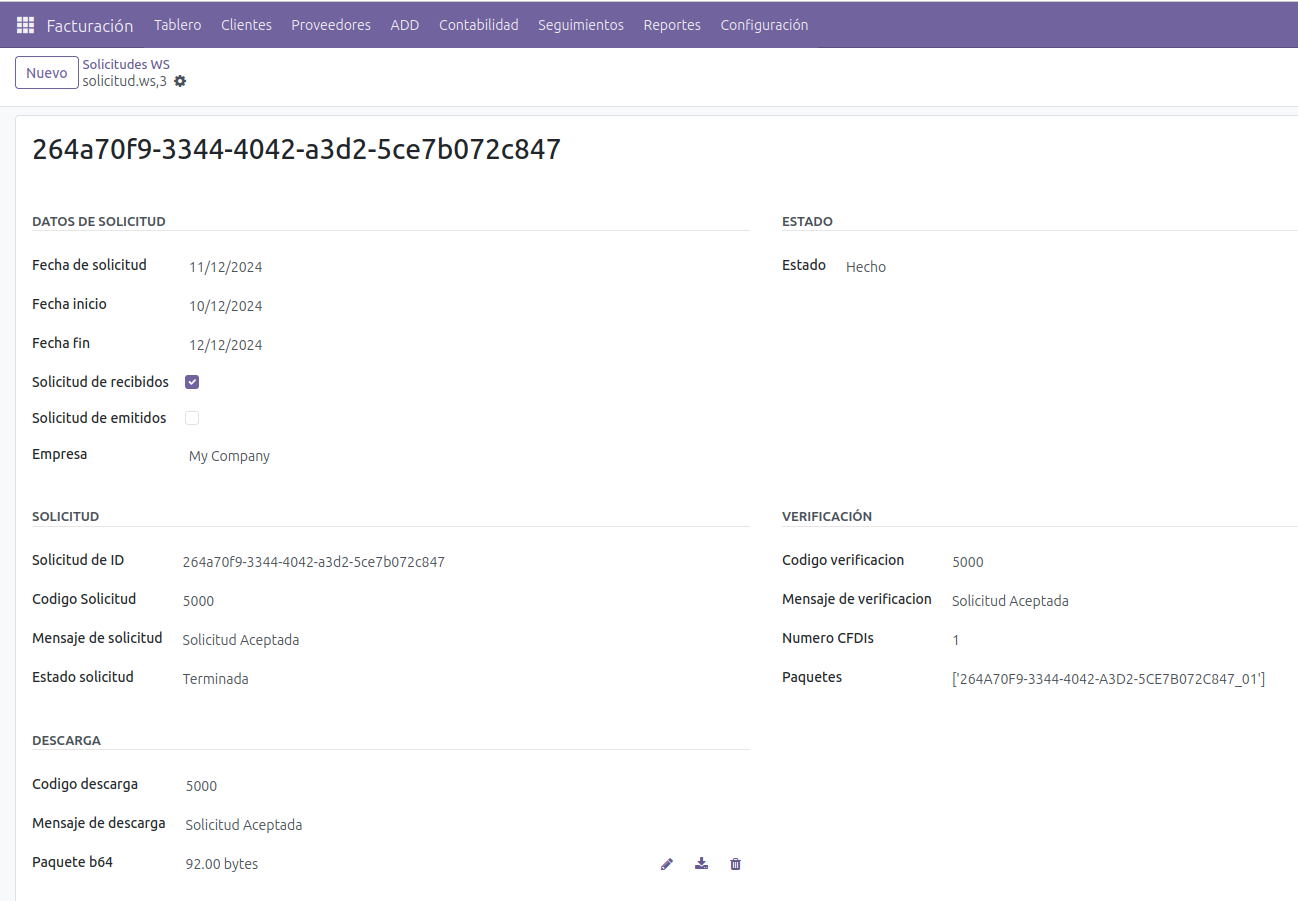 Facturación Tablero Clientes Proveedores ADD Contabilidad Seguimientos Reportes Configuración
Nuevo
Solicitudes WS
solicitud.ws,3
264a70f9-3344-4042-a3d2-5ce7b072c847
DATOS DE SOLICITUD
Fecha de solicitud 11/12/2024
Fecha inicio 10/12/2024
Fecha fin 12/12/2024
Solicitud de recibidos
Solicitud de emitidos
Empresa My Company
ESTADO
Estado Hecho
SOLICITUD
Solicitud de ID 264a70f9-3344-4042-a3d2-5ce7b072c847
Codigo Solicitud 5000
Mensaje de solicitud Solicitud Aceptada
Estado solicitud Terminada
VERIFICACIÓN
Codigo verificacion 5000
Mensaje de verificacion Solicitud Aceptada
Numero CFDIs 1
Paquetes ['264A70F9-3344-4042-A3D2-5CE7B072C847_01']
DESCARGA
Codigo descarga 5000
Mensaje de descarga Solicitud Aceptada
Paquete b64 92.00 bytes